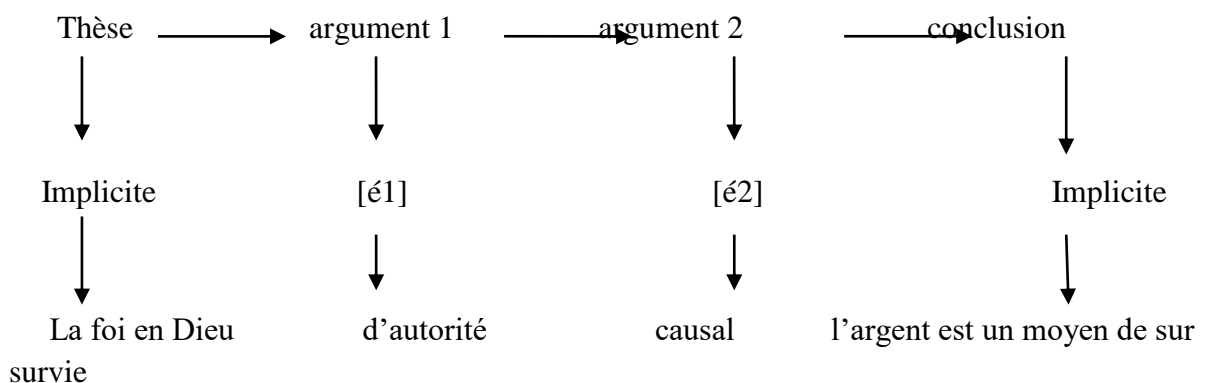 Thèse argument 1 argument 2 conclusion
Implicite [é1] [é2] Implicite
La foi en Dieu d’autorité causal l’argent est un moyen de sur
survie